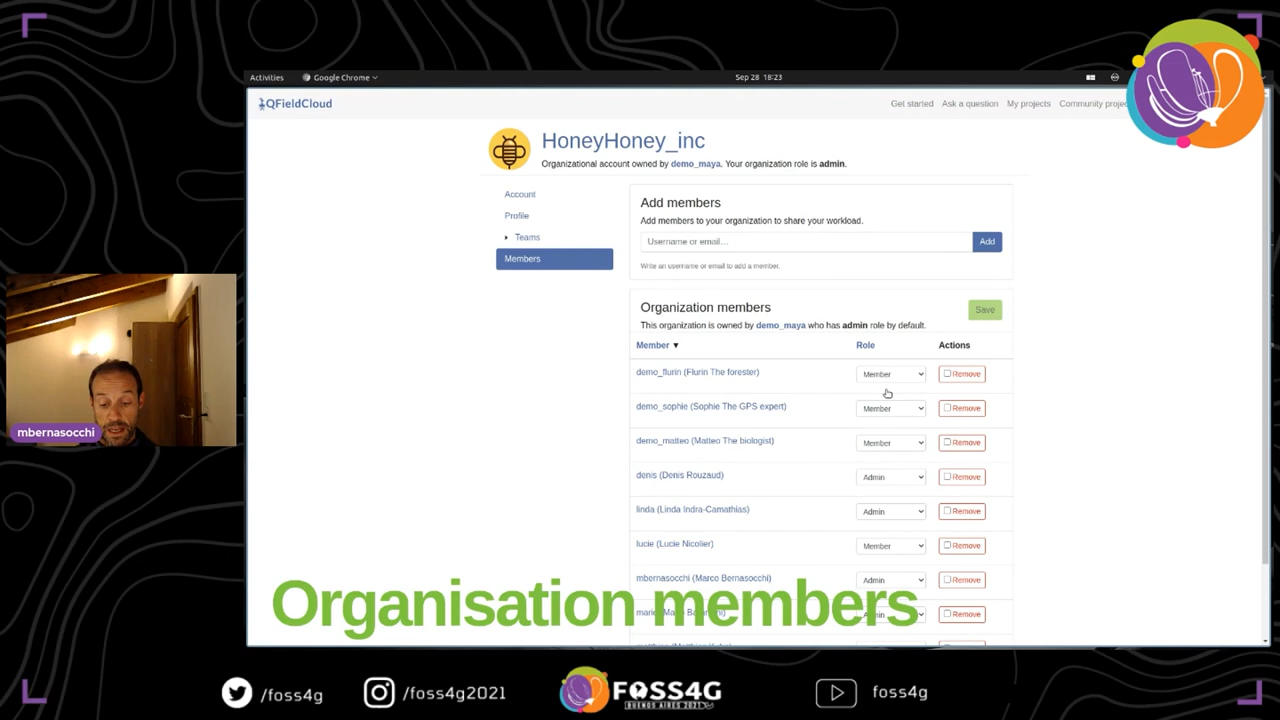 Activities
Google Chrome
Sep 28 18:23
QFieldCloud
Get started
Ask a question
My projects
Community
HoneyHoney_inc
Organizational account owned by demo_maya. Your organization role is admin.
Account
Profile
Teams
Members
Add members
Add members to your organization to share your workload.
Username or email...
Add
Write an username or email to add a member.
Organization members
Save
This organization is owned by demo_maya who has admin role by default.
Member ▼ Role Actions
demo_flurin (Flurin The forester) Member Remove
demo_sophie (Sophie The GPS expert) Member Remove
demo_matteo (Matteo The biologist) Member Remove
denis (Denis Rouzaud) Admin Remove
linda (Linda Indra-Camathias) Admin Remove
lucie (Lucie Nicolier) Member Remove
mbernasocchi (Marco Bernasocchi) Admin Remove
Remove
Organisation members
mbernasocchi
/foss4g
/foss4g2021
FOSS4G
BUENOS AIRES 2021
foss4g